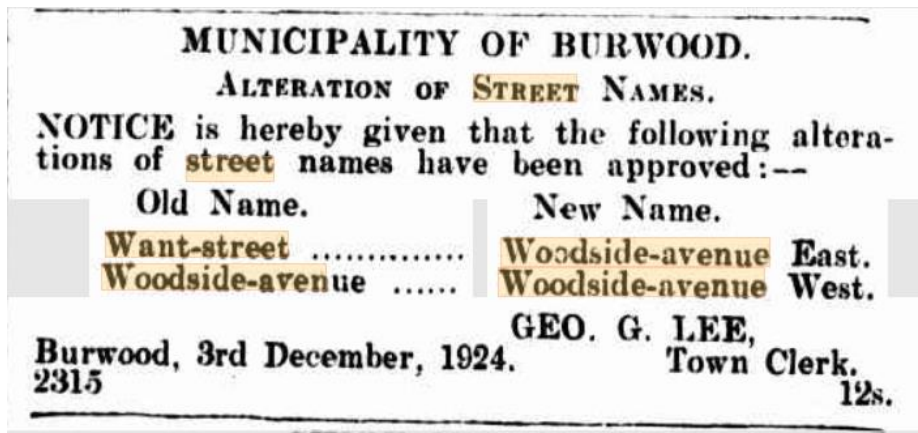 MUNICIPALITY OF BURWOOD.
ALTERATION OF STREET NAMES.
NOTICE is hereby given that the following altera-
tions of street names have been approved:--
Old Name. New Name.
Want-street .............. Woodside-avenue East.
Woodside-avenue ...... Woodside-avenue West.
GEO. G. LEE,
Burwood, 3rd December, 1924. Town Clerk.
2315 12s.